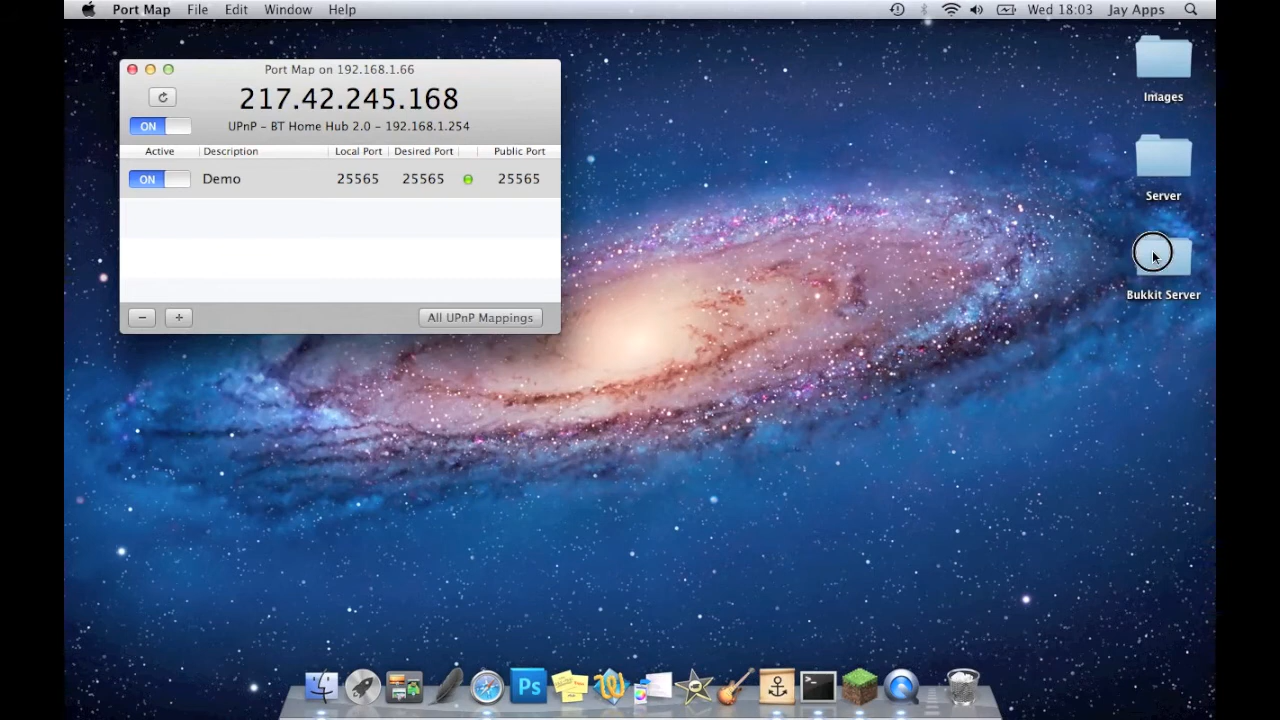 Port Map File Edit Window Help Wed 18:03 Jay Apps
Port Map on 192.168.1.66
217.42.245.168
ON UPnP - BT Home Hub 2.0 - 192.168.1.254
Active Description Local Port Desired Port Public Port
ON Demo 25565 25565 25565
All UPnP Mappings
Images
Server
Bukkit Server
Ps